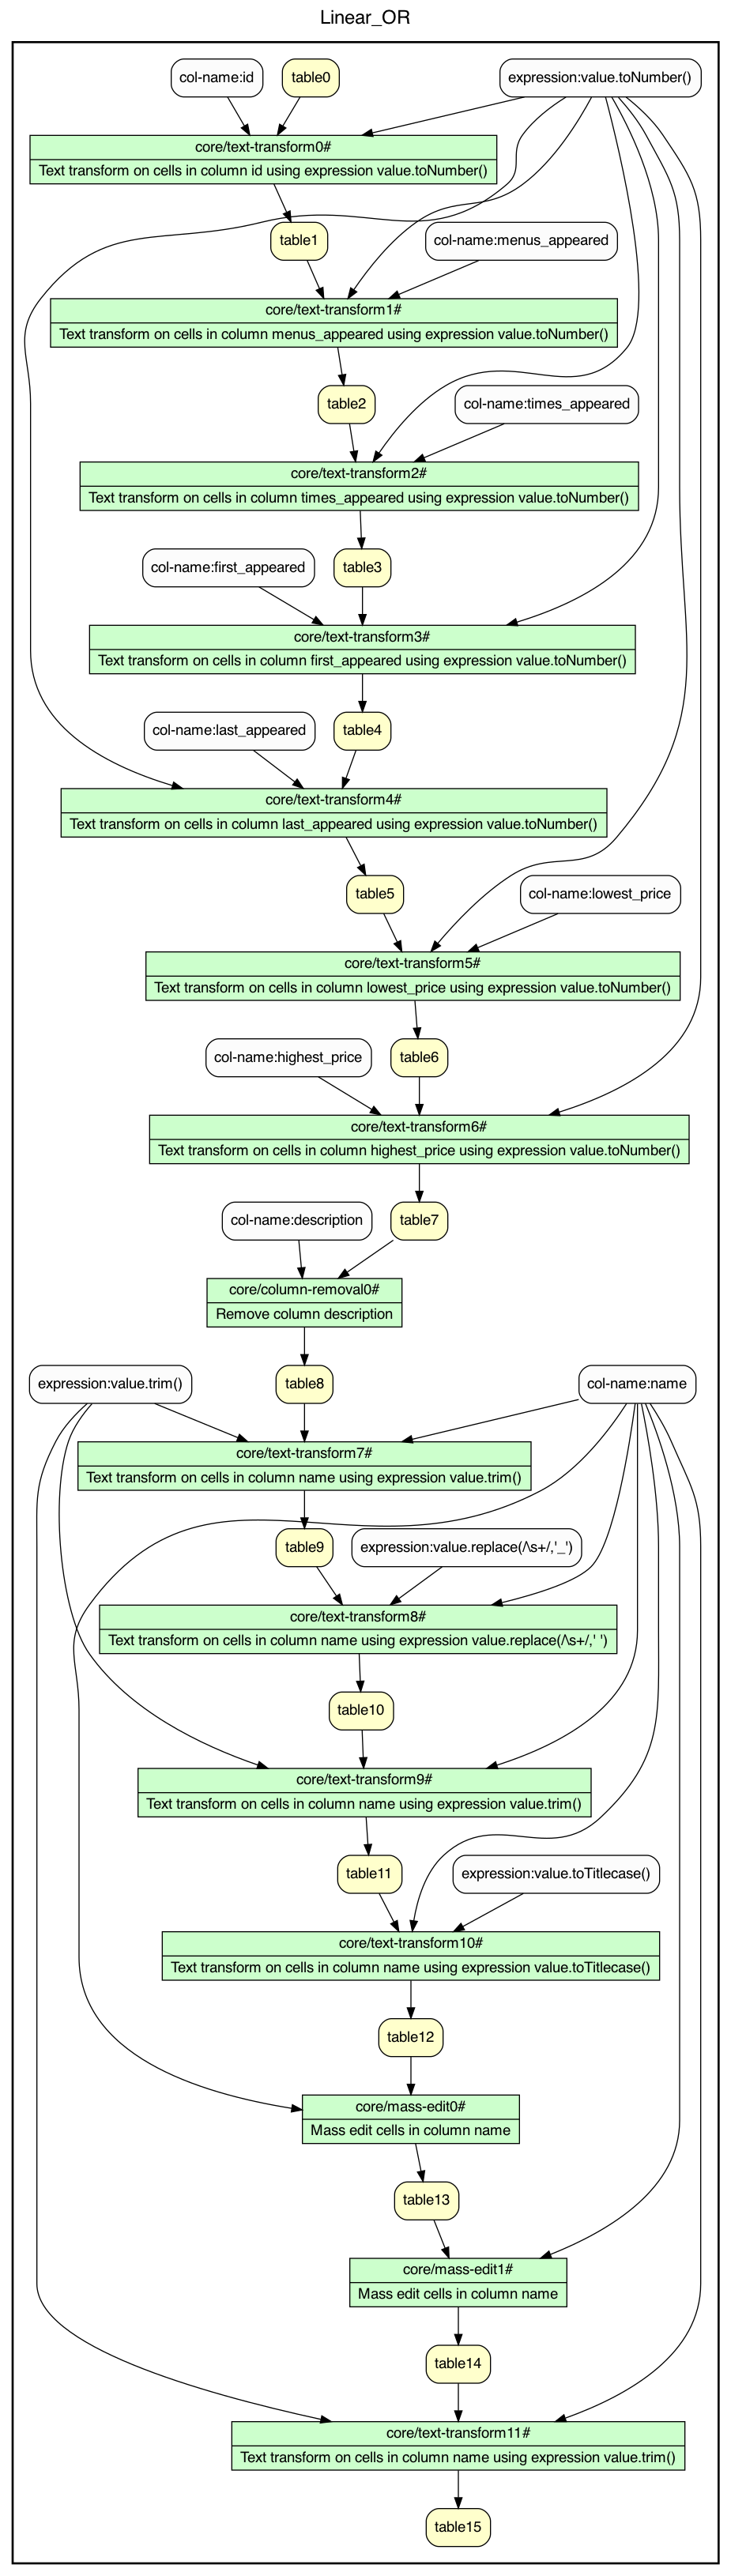 Linear_OR
col-name:id
table0
expression:value.toNumber()
core/text-transform0#
Text transform on cells in column id using expression value.toNumber()
table1
col-name:menus_appeared
core/text-transform1#
Text transform on cells in column menus_appeared using expression value.toNumber()
table2
col-name:times_appeared
core/text-transform2#
Text transform on cells in column times_appeared using expression value.toNumber()
col-name:first_appeared
table3
core/text-transform3#
Text transform on cells in column first_appeared using expression value.toNumber()
col-name:last_appeared
table4
core/text-transform4#
Text transform on cells in column last_appeared using expression value.toNumber()
table5
col-name:lowest_price
core/text-transform5#
Text transform on cells in column lowest_price using expression value.toNumber()
col-name:highest_price
table6
core/text-transform6#
Text transform on cells in column highest_price using expression value.toNumber()
col-name:description
table7
core/column-removal0#
Remove column description
expression:value.trim()
table8
col-name:name
core/text-transform7#
Text transform on cells in column name using expression value.trim()
table9
expression:value.replace(/\s+/,'_')
core/text-transform8#
Text transform on cells in column name using expression value.replace(/\s+/,' ')
table10
core/text-transform9#
Text transform on cells in column name using expression value.trim()
table11
expression:value.toTitlecase()
core/text-transform10#
Text transform on cells in column name using expression value.toTitlecase()
table12
core/mass-edit0#
Mass edit cells in column name
table13
core/mass-edit1#
Mass edit cells in column name
table14
core/text-transform11#
Text transform on cells in column name using expression value.trim()
table15